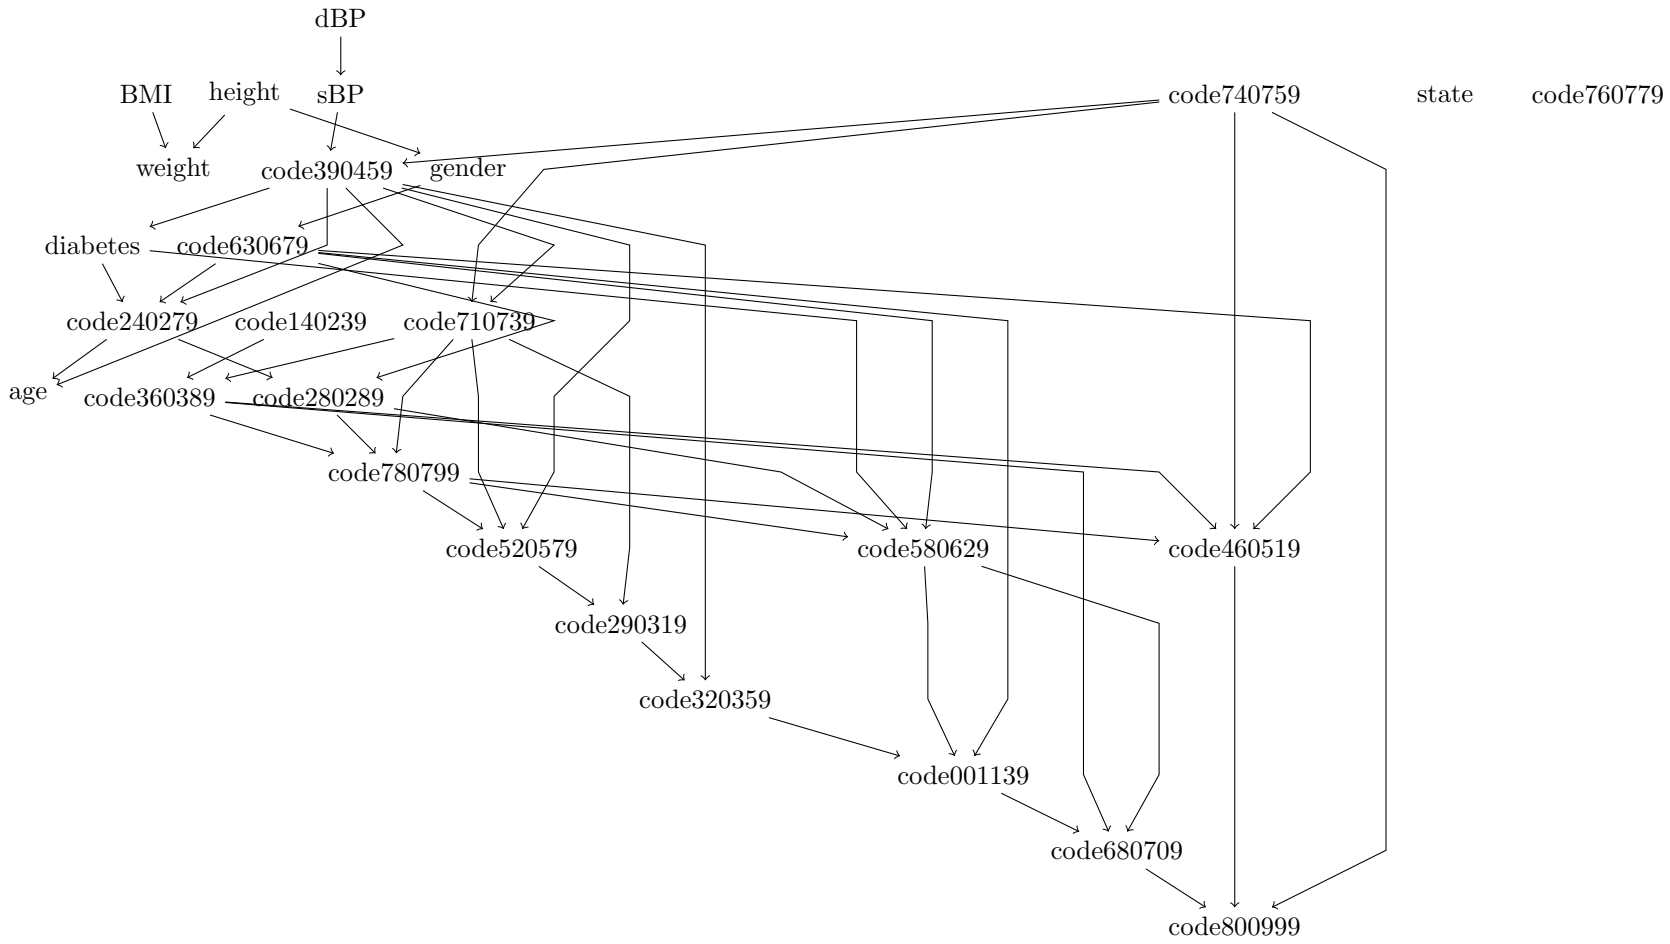 dBP
BMI
height
sBP
code740759
state
code760779
weight
code390459
gender
diabetes
code630679
code240279
code140239
code710739
age
code360389
code280289
code780799
code520579
code580629
code460519
code290319
code320359
code001139
code680709
code800999